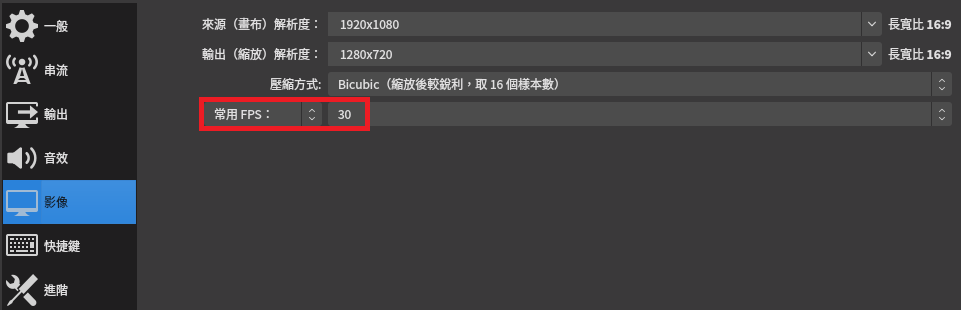 一般
串流
輸出
音效
影像
快捷鍵
進階
來源（畫布）解析度： 1920x1080 長寬比 16:9
輸出（縮放）解析度： 1280x720 長寬比 16:9
壓縮方式: Bicubic（縮放後較銳利，取 16 個樣本數）
常用 FPS： 30